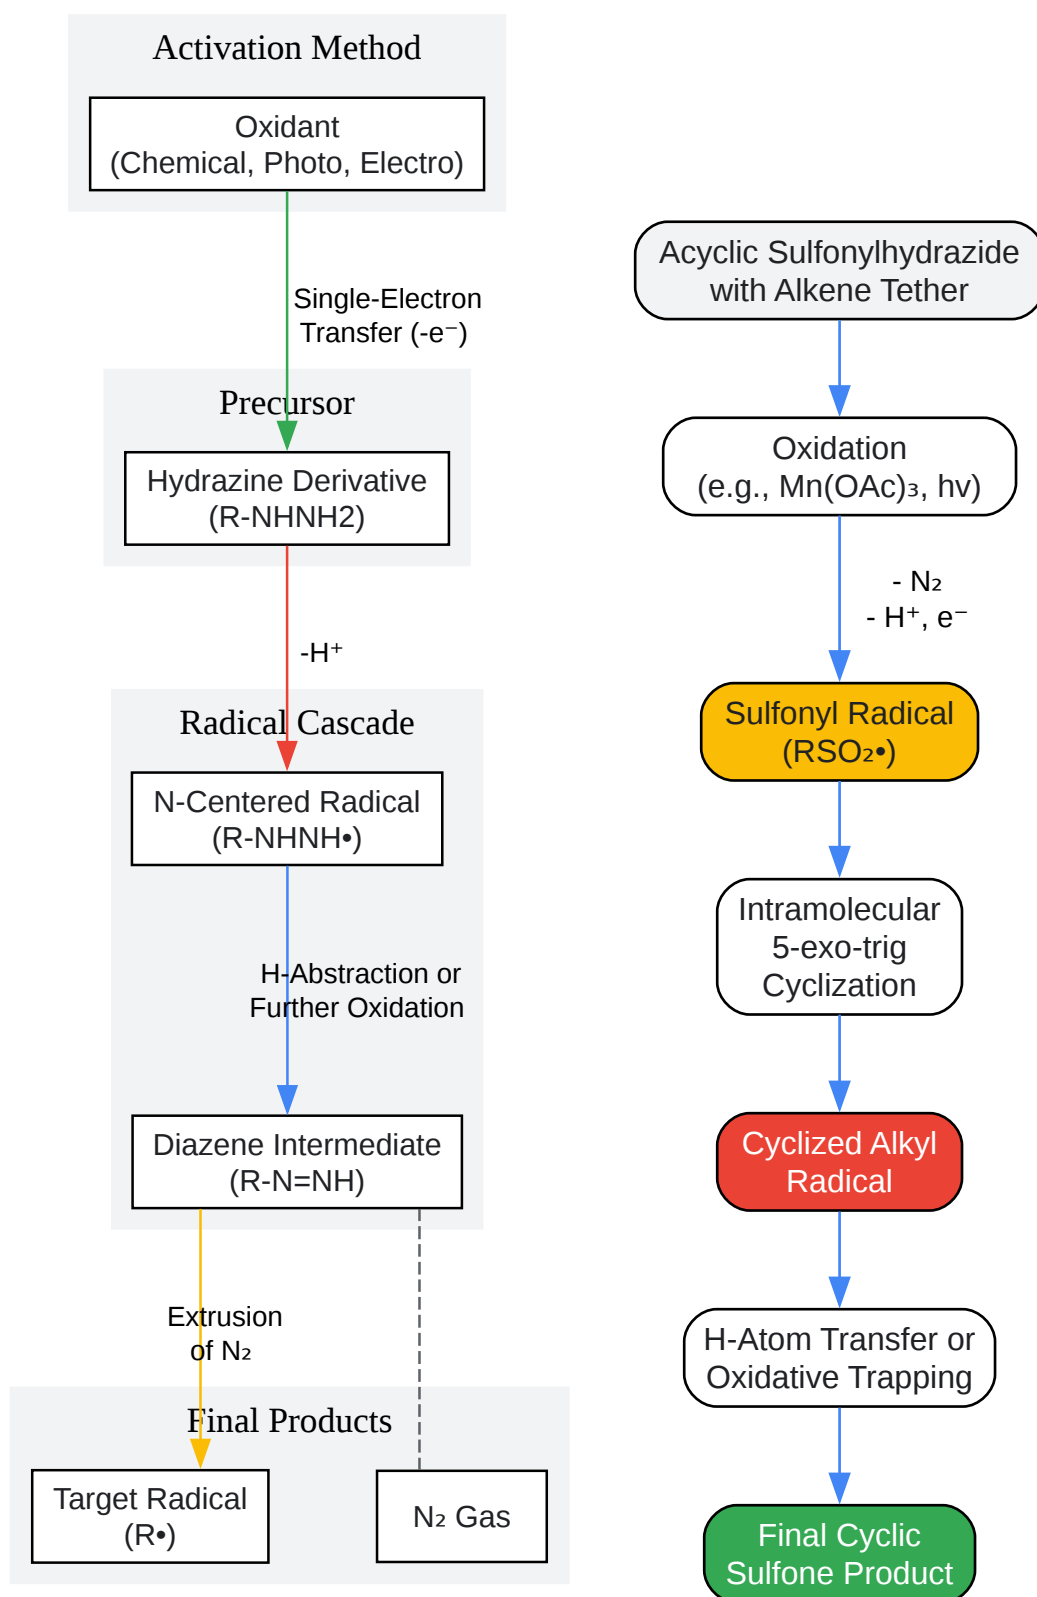 Activation Method
Oxidant
(Chemical, Photo, Electro)
Single-Electron
Transfer (-e⁻)
Precursor
Hydrazine Derivative
(R-NHNH2)
-H⁺
Radical Cascade
N-Centered Radical
(R-NHNH•)
H-Abstraction or
Further Oxidation
Diazene Intermediate
(R-N=NH)
Extrusion
of N₂
Final Products
Target Radical
(R•)
N₂ Gas
Acyclic Sulfonylhydrazide
with Alkene Tether
Oxidation
(e.g., Mn(OAc)₃, hv)
- N₂
- H⁺, e⁻
Sulfonyl Radical
(RSO₂•)
Intramolecular
5-exo-trig
Cyclization
Cyclized Alkyl
Radical
H-Atom Transfer or
Oxidative Trapping
Final Cyclic
Sulfone Product